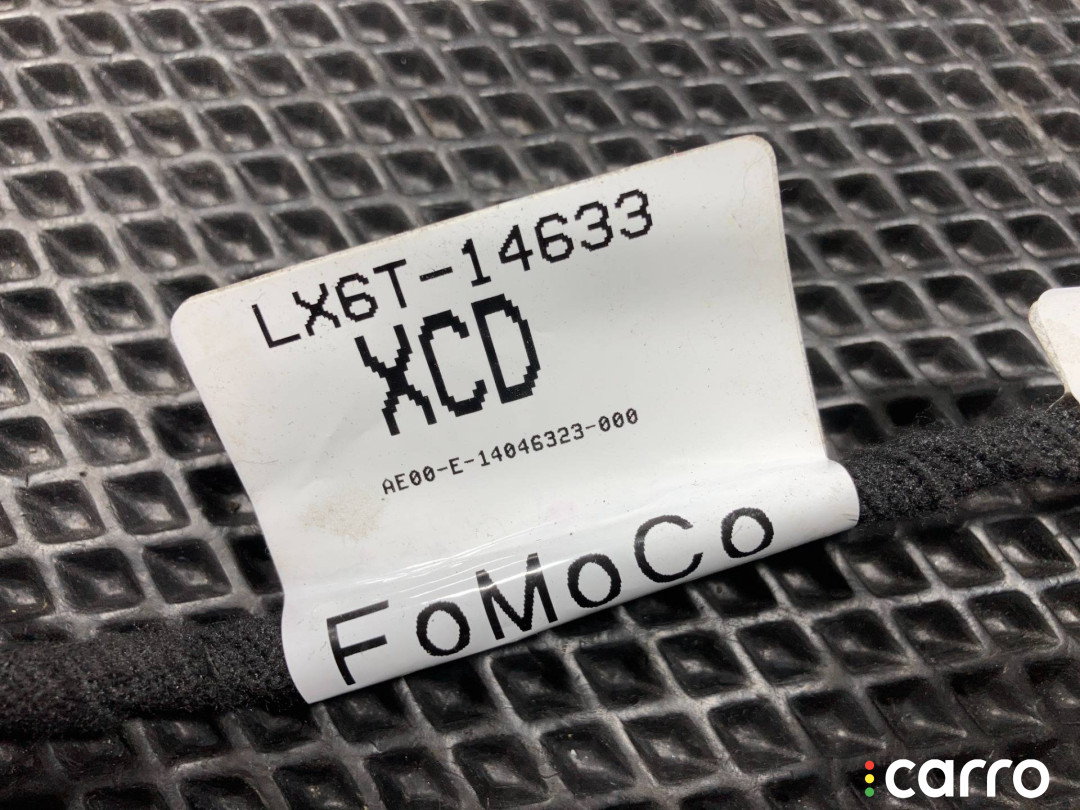 LX6T-14633
XCD
AE00-E-14046323-000
FoMoCo
carro